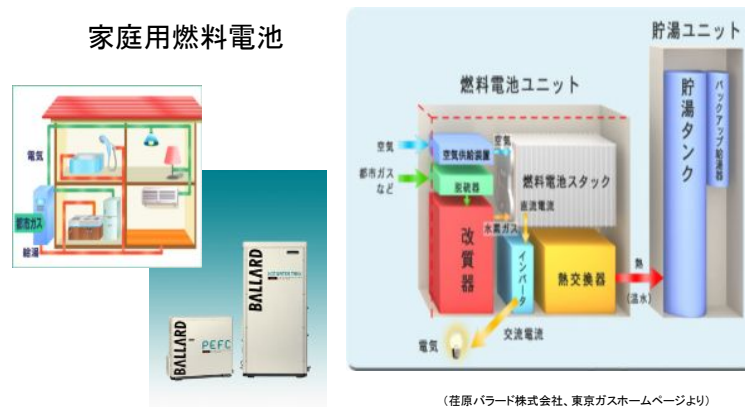 家庭用燃料電池
電気
都市ガス
給湯
BALLARD
PEFC
BALLARD
HOT WATER TANK
貯湯ユニット
燃料電池ユニット
空気
空気
空気供給装置
都市ガス
など
脱硫器
燃料電池スタック
直流電流
水素ガス
改質器
インバータ
熱交換器
熱
(温水)
交流電流
電気
貯湯タンク
バックアップ給湯器
(荏原バラード株式会社、東京ガスホームページより)